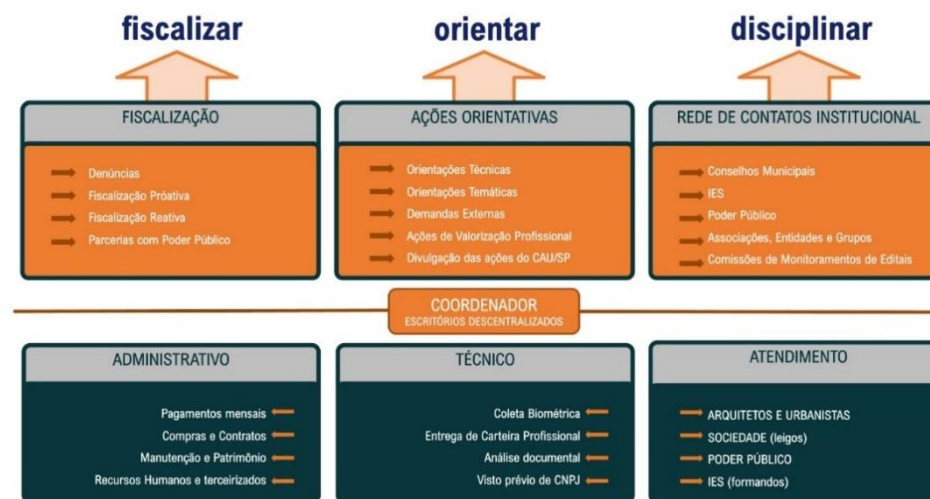 fiscalizar
orientar
disciplinar
FISCALIZAÇÃO
Denúncias
Fiscalização Próativa
Fiscalização Reativa
Parcerias com Poder Público
AÇÕES ORIENTATIVAS
Orientações Técnicas
Orientações Temáticas
Demandas Externas
Ações de Valorização Profissional
Divulgação das ações do CAU/SP
REDE DE CONTATOS INSTITUCIONAL
Conselhos Municipais
IES
Poder Público
Associações, Entidades e Grupos
Comissões de Monitoramentos de Editais
COORDENADOR
ESCRITÓRIOS DESCENTRALIZADOS
ADMINISTRATIVO
Pagamentos mensais
Compras e Contratos
Manutenção e Patrimônio
Recursos Humanos e terceirizados
TÉCNICO
Coleta Biométrica
Entrega de Carteira Profissional
Análise documental
Visto prévio de CNPJ
ATENDIMENTO
ARQUITETOS E URBANISTAS
SOCIEDADE (leigos)
PODER PÚBLICO
IES (formandos)